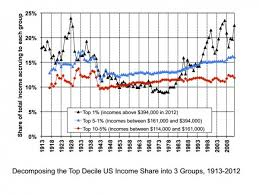 Share of total income accruing to each group
25%
20%
15%
10%
5%
0%
Top 1% (incomes above $394,000 in 2012)
Top 5-1% (incomes between $161,000 and $394,000)
Top 10-5% (incomes between $114,000 and $161,000)
1913 1918 1923 1928 1933 1938 1943 1948 1953 1958 1963 1968 1973 1978 1983 1988 1993 1998 2003 2008
Decomposing the Top Decile US Income Share into 3 Groups, 1913-2012